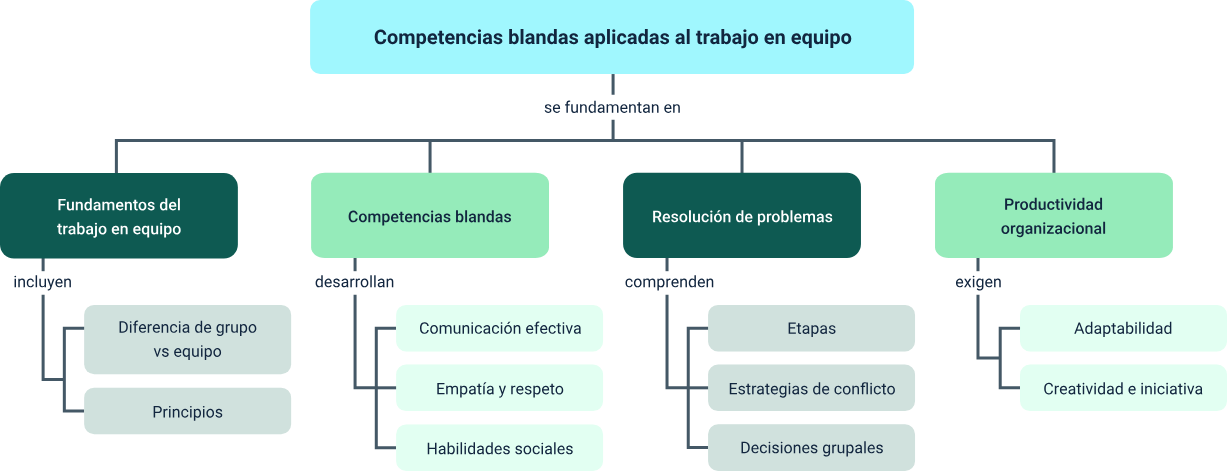 Competencias blandas aplicadas al trabajo en equipo
se fundamentan en
Fundamentos del
trabajo en equipo
incluyen
Diferencia de grupo
vs equipo
Principios
Competencias blandas
desarrollan
Comunicación efectiva
Empatía y respeto
Habilidades sociales
Resolución de problemas
comprenden
Etapas
Estrategias de conflicto
Decisiones grupales
Productividad
organizacional
exigen
Adaptabilidad
Creatividad e iniciativa